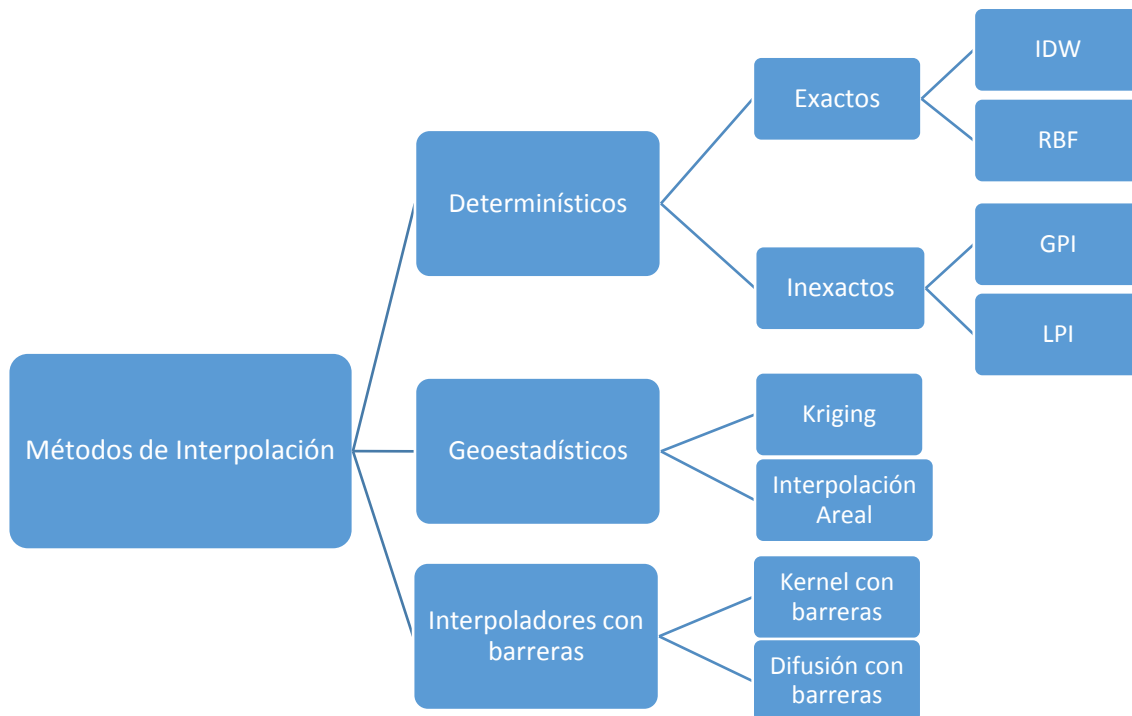 Métodos de Interpolación
Determinísticos
Exactos
IDW
RBF
Inexactos
GPI
LPI
Geoestadísticos
Kriging
Interpolación
Areal
Interpoladores con
barreras
Kernel con
barreras
Difusión con
barreras